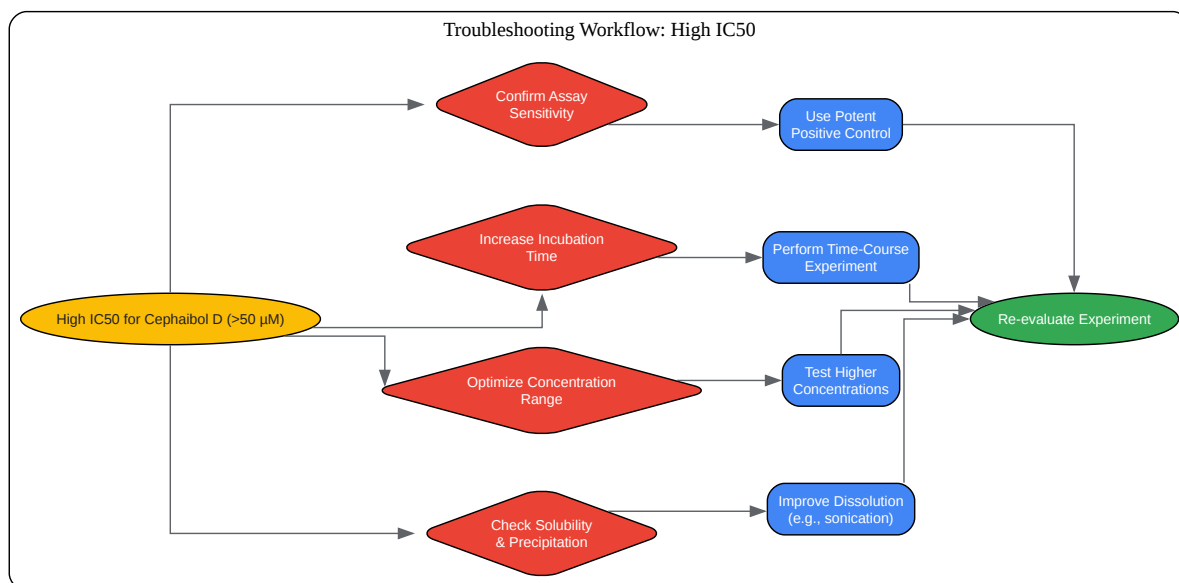 Troubleshooting Workflow: High IC50
Confirm Assay
Sensitivity
Use Potent
Positive Control
Increase Incubation
Time
Perform Time-Course
Experiment
High IC50 for Cephaibol D (>50 µM)
Re-evaluate Experiment
Optimize Concentration
Range
Test Higher
Concentrations
Check Solubility
& Precipitation
Improve Dissolution
(e.g., sonication)